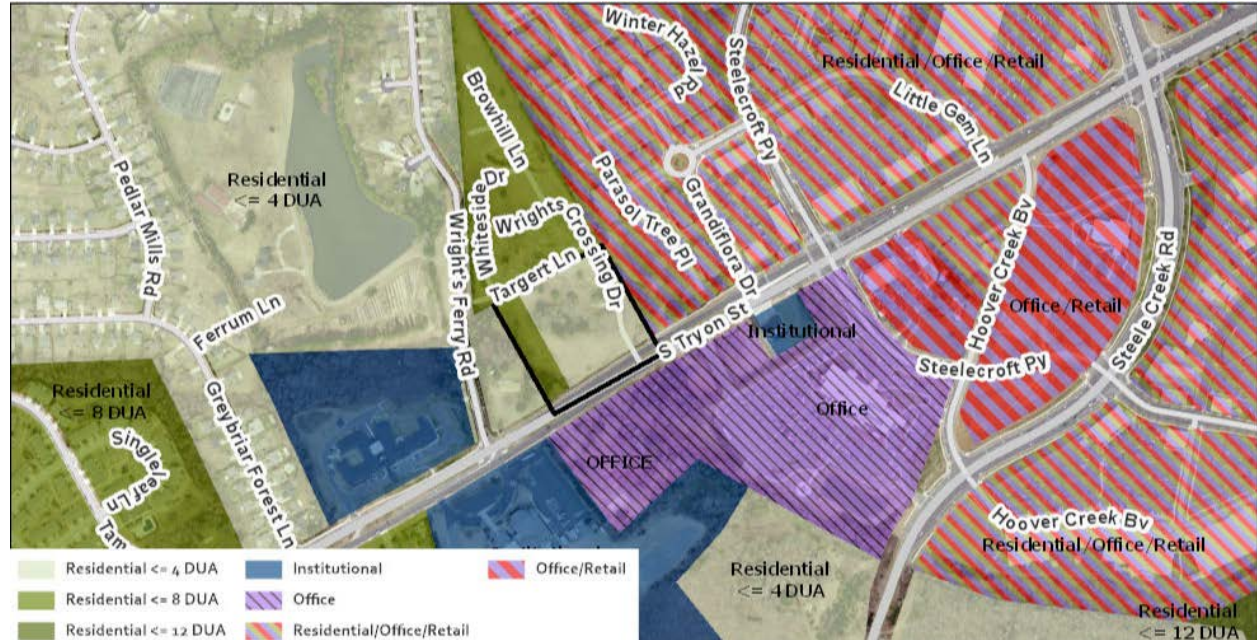 Winter Hazel Rd
Steelecroft Py
Residential/Office/Retail
Little Gem Ln
Browhill Ln
Pedlar Mills Rd
Residential
<= 4 DUA
Whiteside Dr
Wrights Crossing Dr
Parasol Tree Pl
Grandiflora Dr
Wright's Ferry Rd
Targert Ln
Hoover Creek Bv
Office/Retail
Steele Creek Rd
Ferrum Ln
S Tryon St
Institutional
Steelecroft Py
Residential
<= 8 DUA
Greybriar Forest Ln
Office
Singleleaf Ln
OFFICE
Tam
Hoover Creek Bv
Residential/Office/Retail
Residential
<= 4 DUA
Residential
<= 12 DUA
Residential <= 4 DUA
Institutional
Office/Retail
Residential <= 8 DUA
Office
Residential <= 12 DUA
Residential/Office/Retail